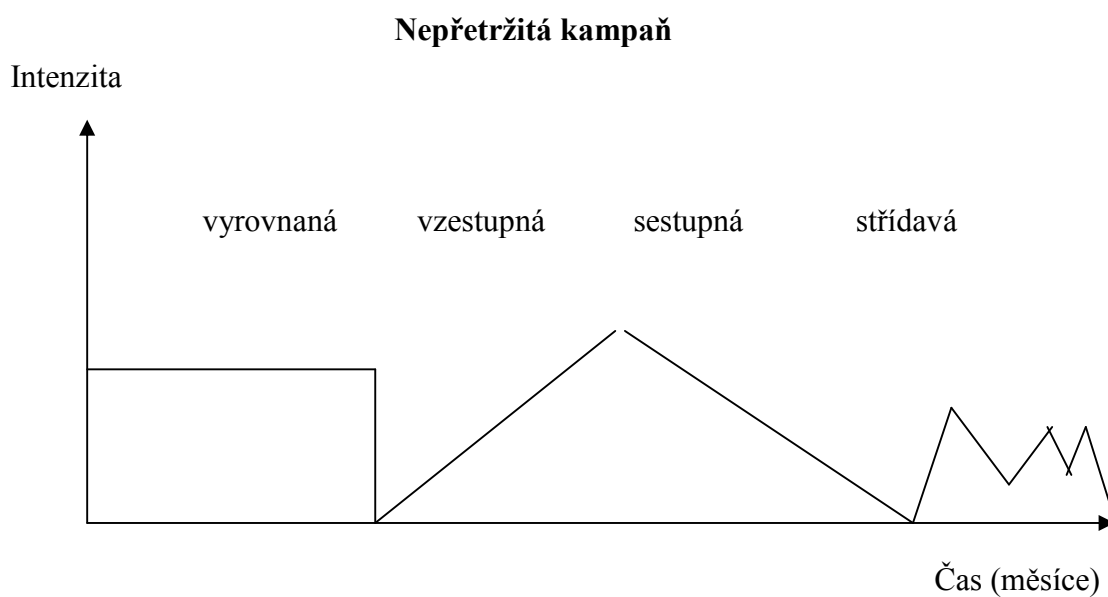 Nepřetržitá kampaň
Intenzita
vyrovnaná vzestupná sestupná střídavá
Čas (měsíce)